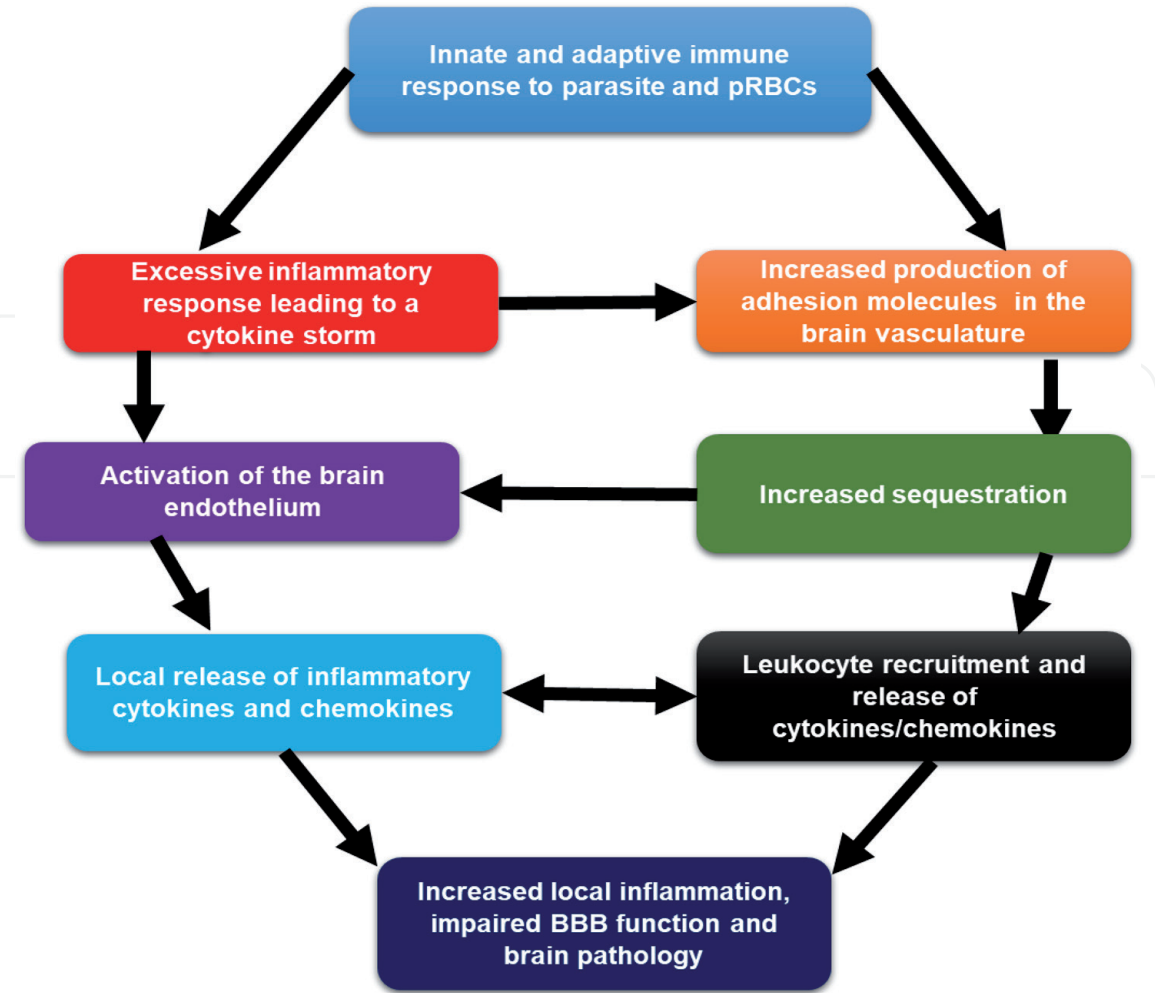 Innate and adaptive immune
response to parasite and pRBCs
Excessive inflammatory
response leading to a
cytokine storm
Increased production of
adhesion molecules in the
brain vasculature
Activation of the brain
endothelium
Increased sequestration
Local release of inflammatory
cytokines and chemokines
Leukocyte recruitment and
release of
cytokines/chemokines
Increased local inflammation,
impaired BBB function and
brain pathology